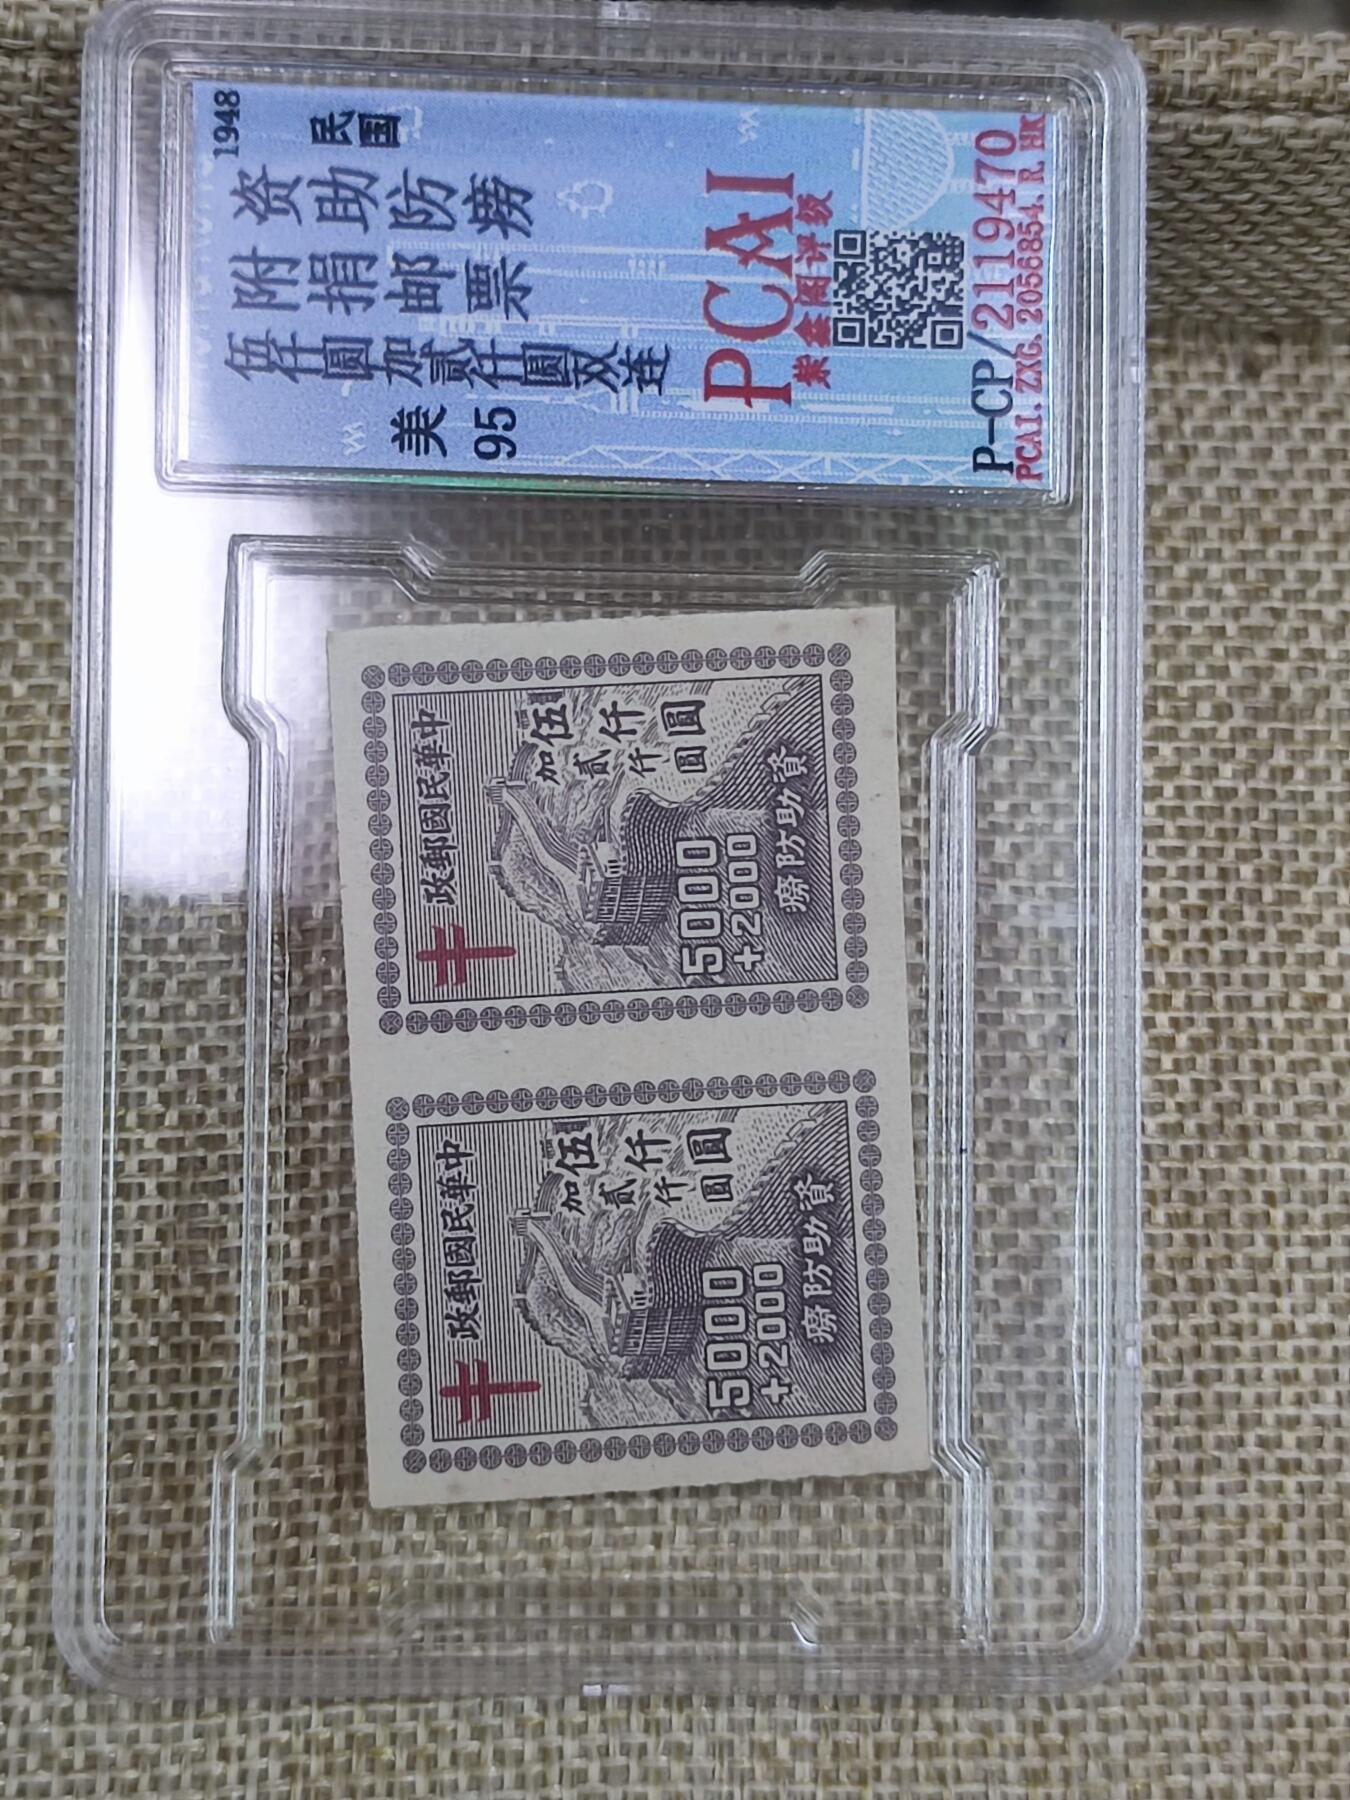 1948
民国
资助防痨
附捐邮票
伍仟圓加贰仟圓双连
美
95
PCAI
紫鑫阁评级
P-CP/2119470
PCAI. ZXG. 2056854. R. HK
中華民國郵政
伍仟圓
加貳仟圓
5000
+2000
資助防癆
中華民國郵政
伍仟圓
加貳仟圓
5000
+2000
資助防癆